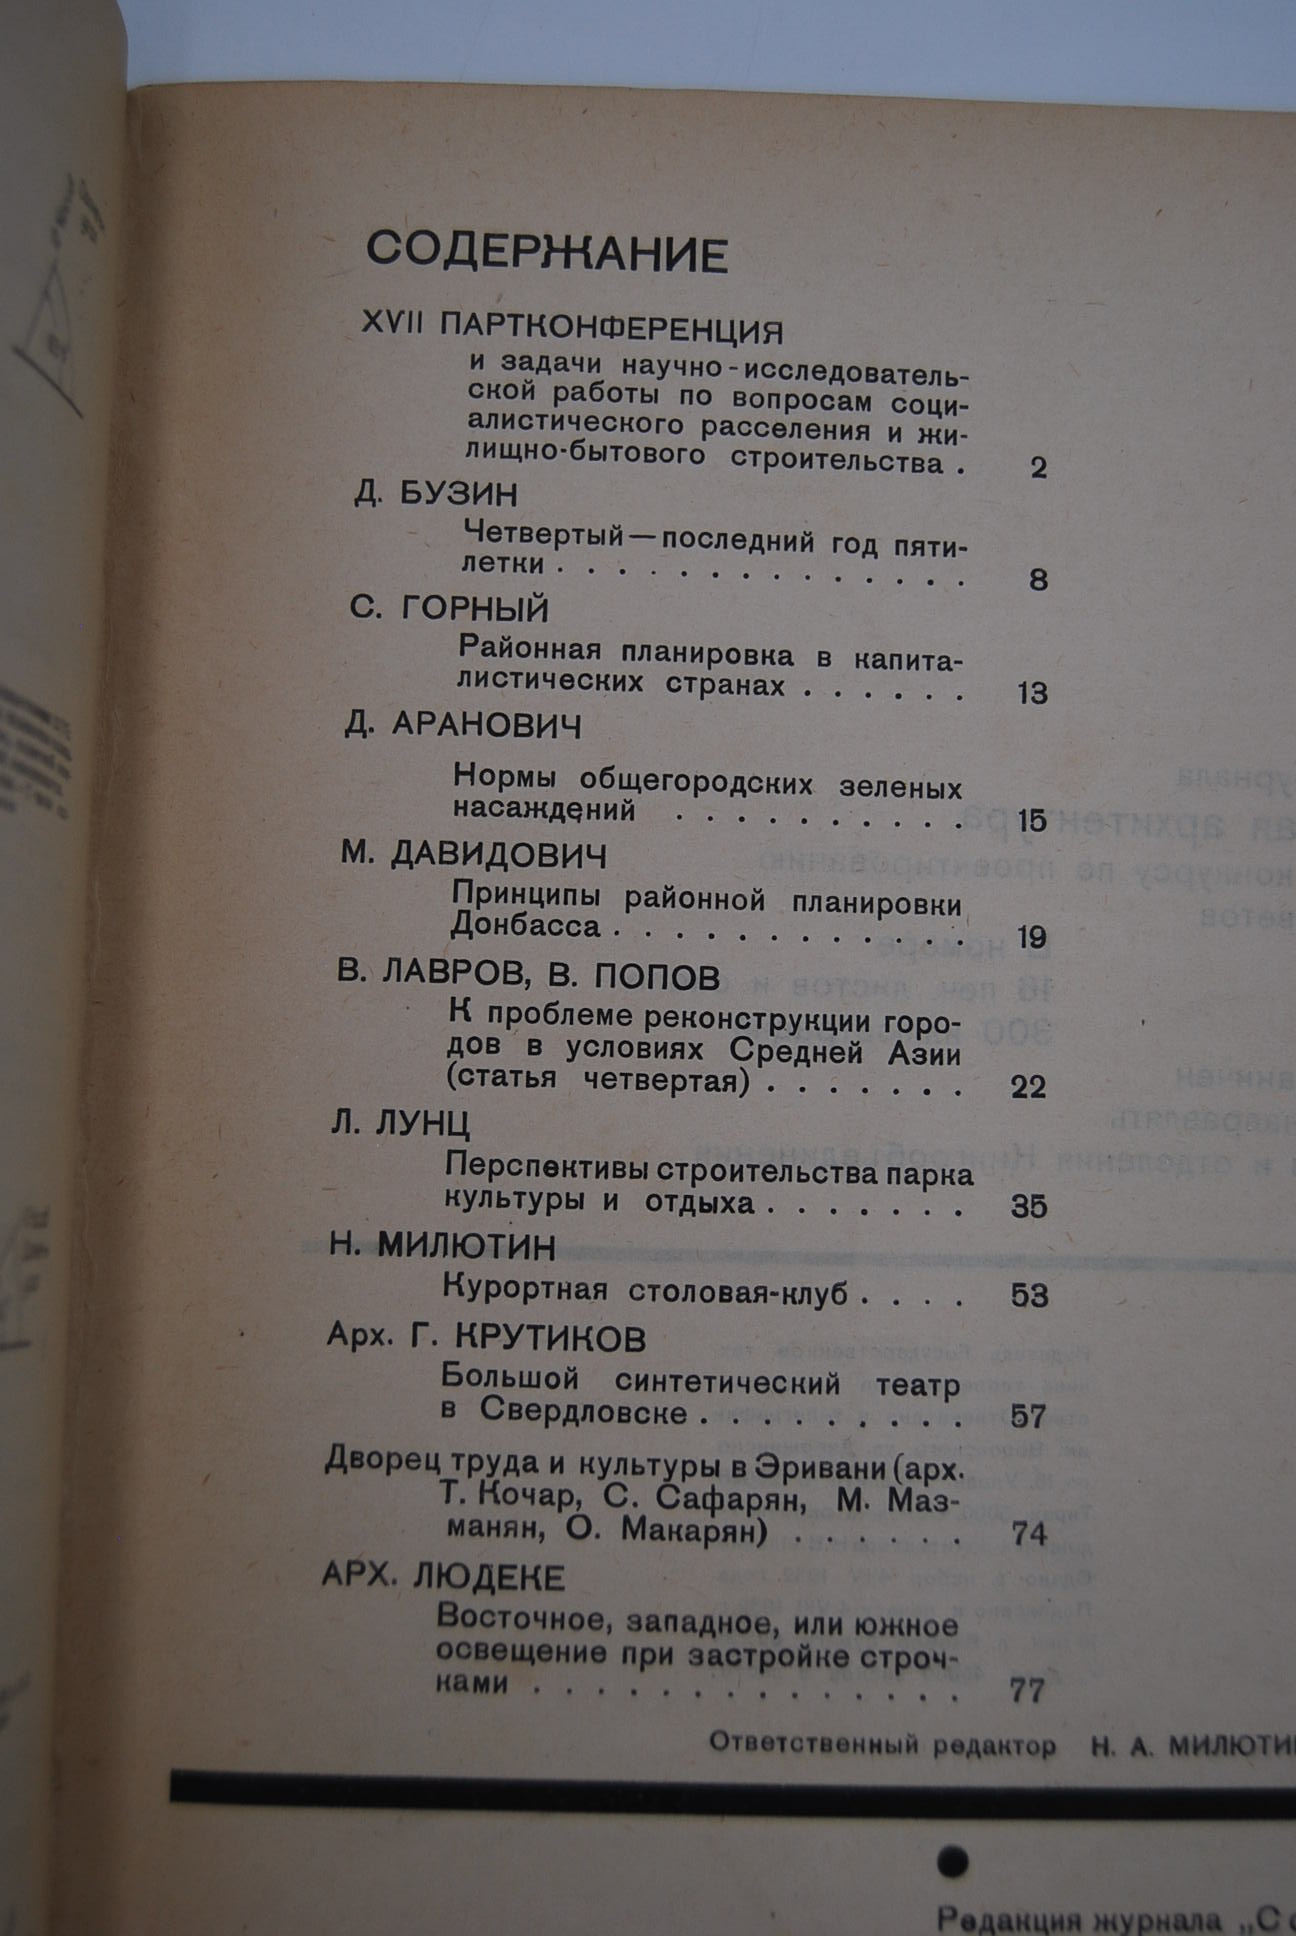 СОДЕРЖАНИЕ
XVII ПАРТКОНФЕРЕНЦИЯ
и задачи научно-исследователь-
ской работы по вопросам соци-
алистического расселения и жи-
лищно-бытового строительства . 2
Д. БУЗИН
Четвертый—последний год пяти-
летки . . . . . . . . . . . . . . 8
С. ГОРНЫЙ
Районная планировка в капита-
листических странах . . . . . . 13
Д. АРАНОВИЧ
Нормы общегородских зеленых
насаждений . . . . . . . . . . 15
М. ДАВИДОВИЧ
Принципы районной планировки
Донбасса . . . . . . . . . . . . 19
В. ЛАВРОВ, В. ПОПОВ
К проблеме реконструкции горо-
дов в условиях Средней Азии
(статья четвертая) . . . . . . . 22
Л. ЛУНЦ
Перспективы строительства парка
культуры и отдыха . . . . . . . 35
Н. МИЛЮТИН
Курортная столовая-клуб . . . . 53
Арх. Г. КРУТИКОВ
Большой синтетический театр
в Свердловске . . . . . . . . . 57
Дворец труда и культуры в Эривани (арх.
Т. Кочар, С. Сафарян, М. Маз-
манян, О. Макарян) . . . . . . 74
АРХ. ЛЮДЕКЕ
Восточное, западное, или южное
освещение при застройке строч-
ками . . . . . . . . . . . . . . 77
Ответственный редактор Н. А. МИЛЮТИН
Редакция журнала „С